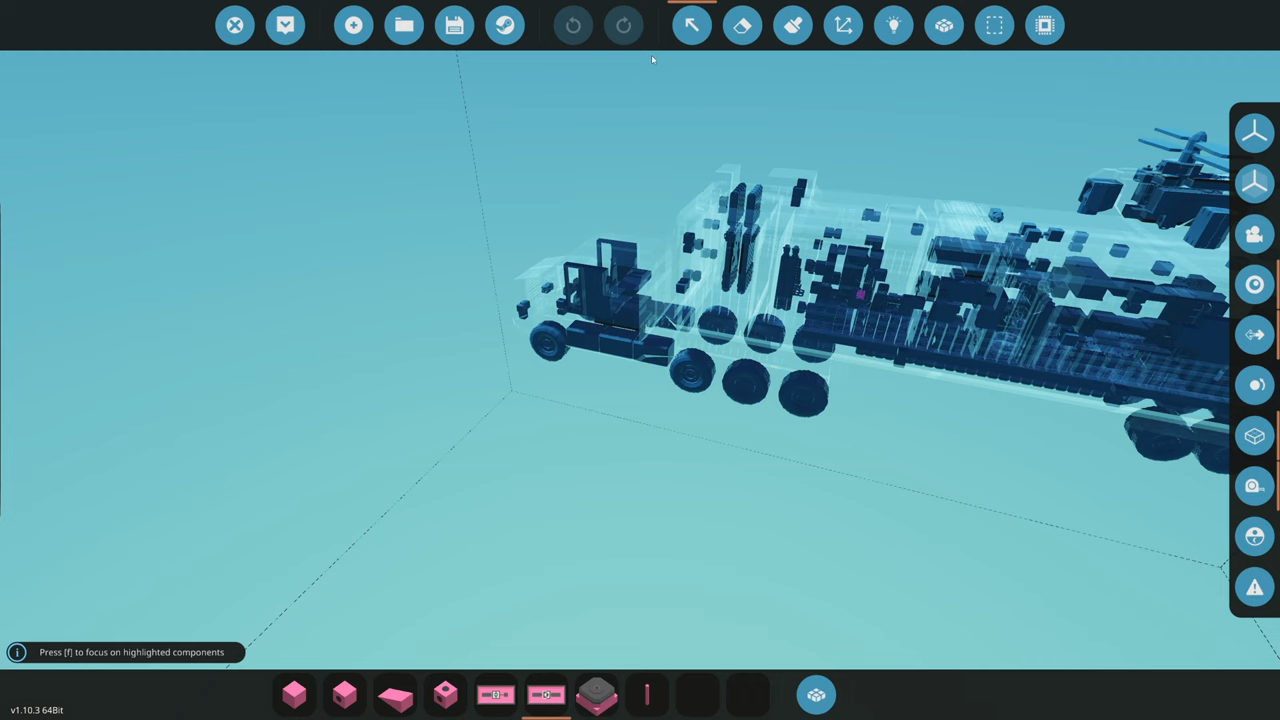 Press [f] to focus on highlighted components
v1.10.3 64Bit